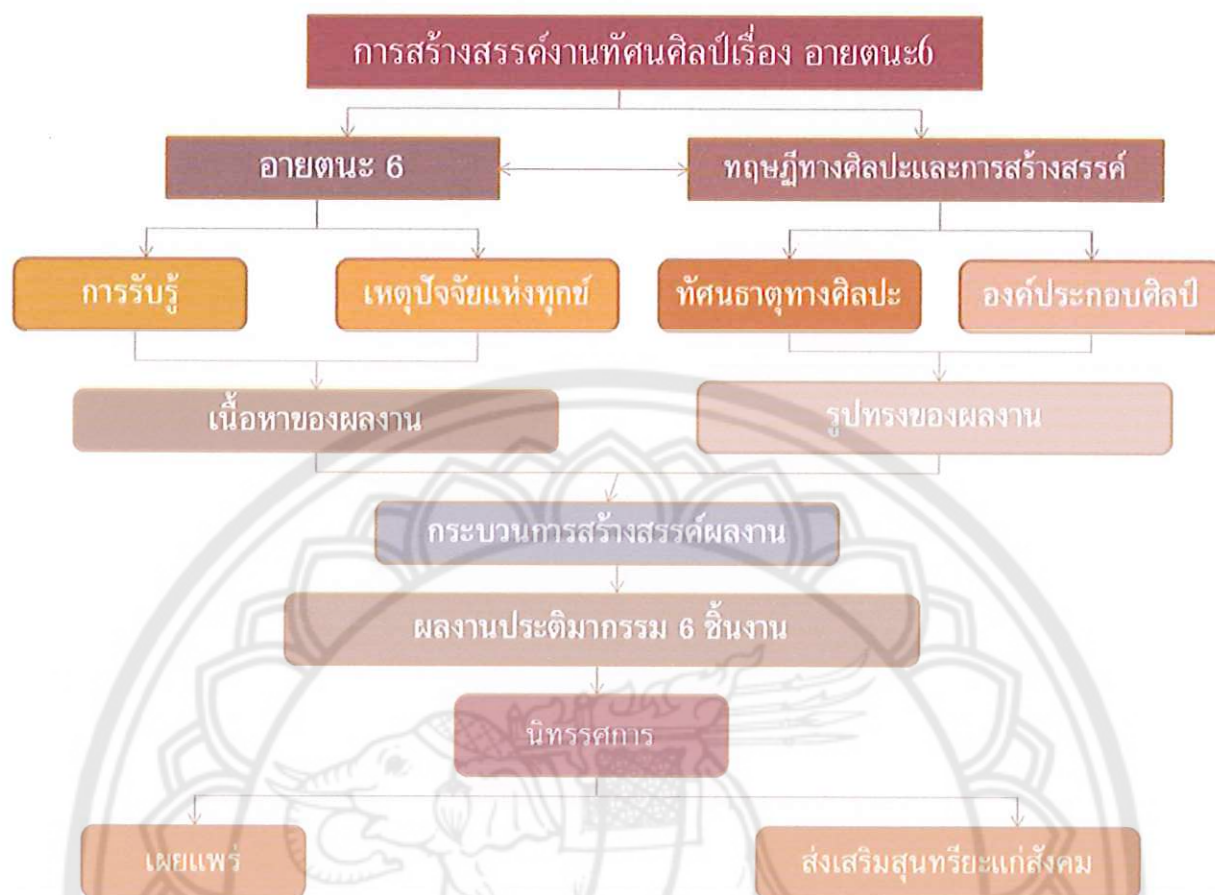 การสร้างสรรค์งานทัศนศิลป์เรื่อง อายตนะ6
อายตนะ 6
ทฤษฎีทางศิลปะและการสร้างสรรค์
การรับรู้
เหตุปัจจัยแห่งทุกข์
ทัศนธาตุทางศิลปะ
องค์ประกอบศิลป์
เนื้อหาของผลงาน
รูปทรงของผลงาน
กระบวนการสร้างสรรค์ผลงาน
ผลงานประติมากรรม 6 ชิ้นงาน
นิทรรศการ
เผยแพร่
ส่งเสริมสุนทรียะแก่สังคม